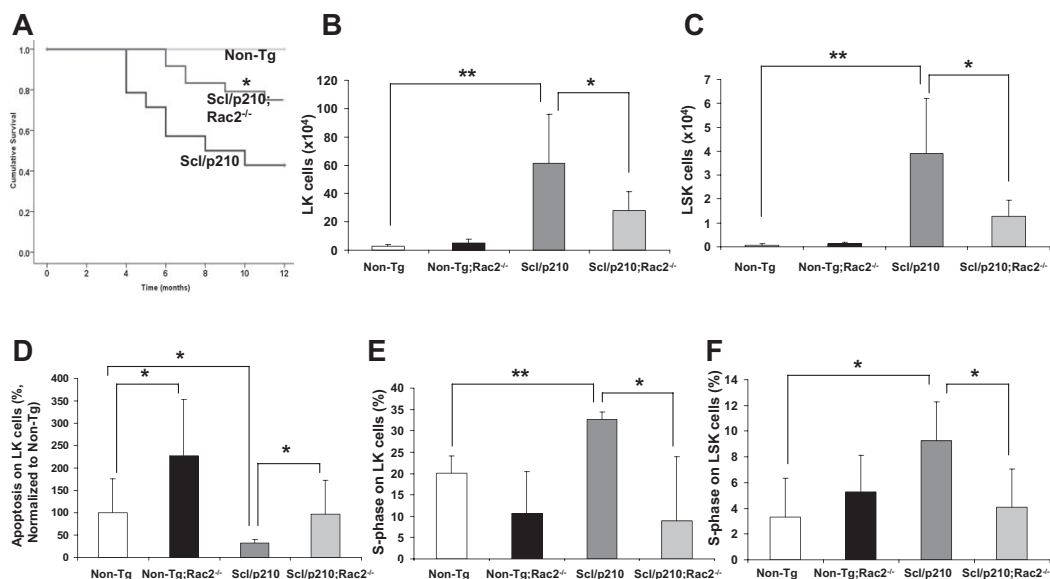 A
Cumulative Survival
1.0
0.8
0.6
0.4
0.2
0.0
Non-Tg
*
Scl/p210;
Rac2-/-
Scl/p210
0 2 4 6 8 10 12
Time (months)
B
LK cells (x10⁴)
120
100
80
60
40
20
0
**
*
Non-Tg Non-Tg;Rac2-/- Scl/p210 Scl/p210;Rac2-/-
C
LSK cells (x10⁴)
7
6
5
4
3
2
1
0
**
*
Non-Tg Non-Tg;Rac2-/- Scl/p210 Scl/p210;Rac2-/-
D
Apoptosis on LK cells (%,
Normalized to Non-Tg)
400
350
300
250
200
150
100
50
0
*
*
*
Non-Tg Non-Tg;Rac2-/- Scl/p210 Scl/p210;Rac2-/-
E
S-phase on LK cells (%)
40
35
30
25
20
15
10
5
0
**
*
Non-Tg Non-Tg;Rac2-/- Scl/p210 Scl/p210;Rac2-/-
F
S-phase on LSK cells (%)
14
12
10
8
6
4
2
0
*
*
Non-Tg Non-Tg;Rac2-/- Scl/p210 Scl/p210;Rac2-/-